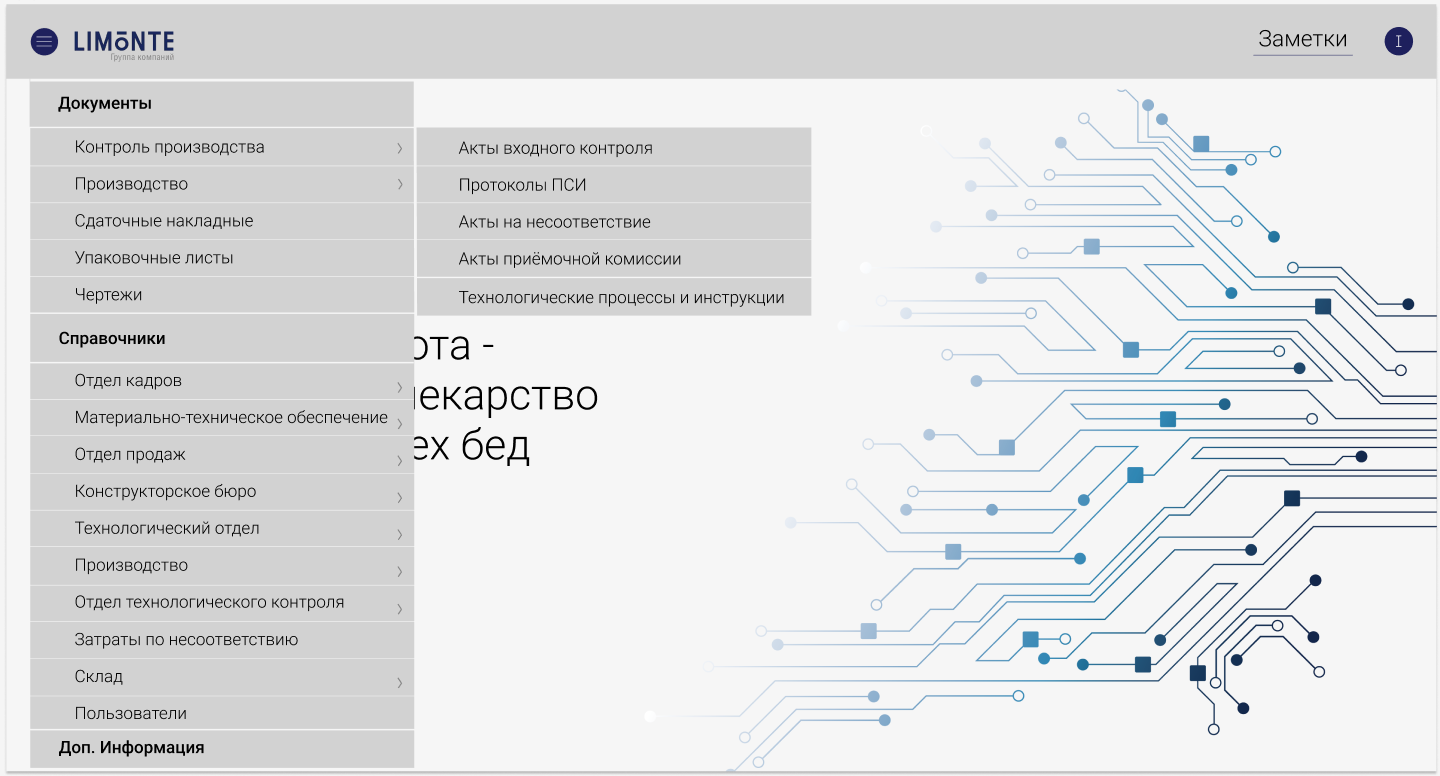 LIMŌNTE
Группа компаний
Заметки
I
Документы
Контроль производства
Производство
Сдаточные накладные
Упаковочные листы
Чертежи
Акты входного контроля
Протоколы ПСИ
Акты на несоответствие
Акты приёмочной комиссии
Технологические процессы и инструкции
Справочники
Отдел кадров
Материально-техническое обеспечение
Отдел продаж
Конструкторское бюро
Технологический отдел
Производство
Отдел технологического контроля
Затраты по несоответствию
Склад
Пользователи
Доп. Информация
ота -
лекарство
ех бед